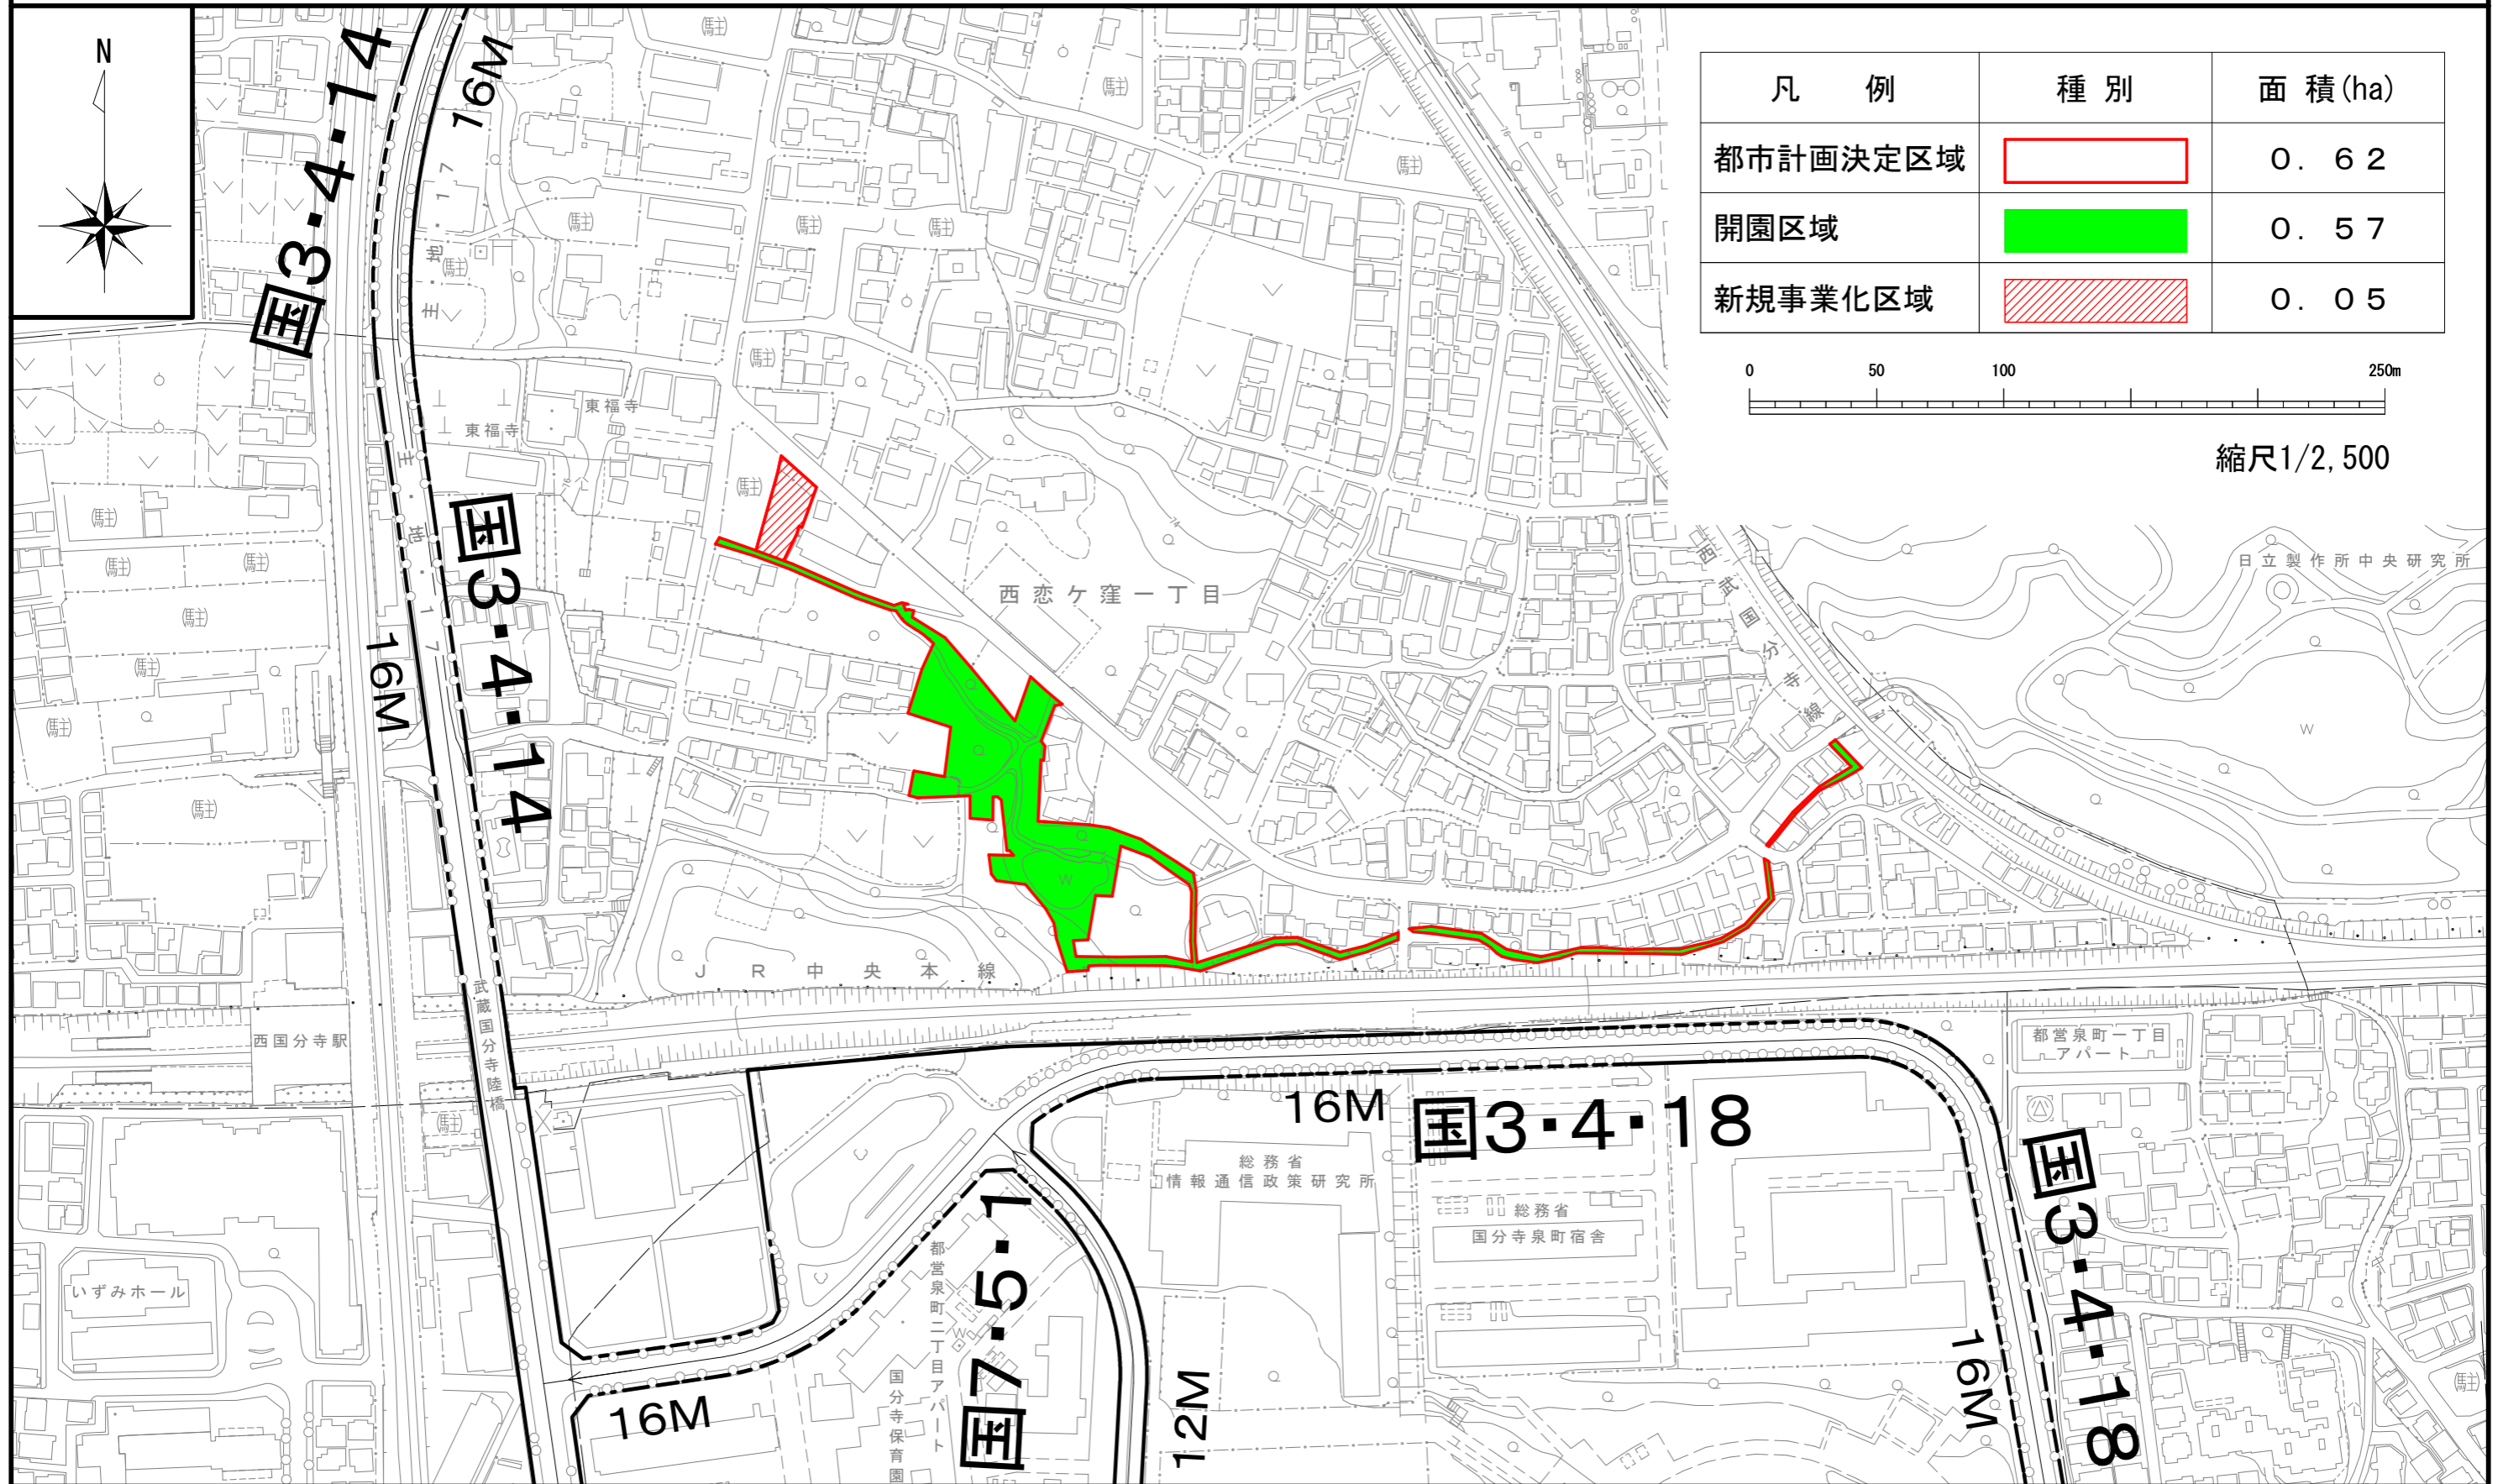 N
凡例 種別 面積(ha)
都市計画決定区域 0.62
開園区域 0.57
新規事業化区域 0.05
0 50 100 250m
縮尺1/2,500
国3・4・14
16M
東福寺
東福寺
国3・4・14
16M
西恋ケ窪一丁目
西武国分寺線
日立製作所中央研究所
JR中央本線
武蔵国分寺陸橋
西国分寺駅
都営泉町一丁目
アパート
16M
国3・4・18
総務省
情報通信政策研究所
総務省
国分寺泉町宿舎
国3・4・18
16M
いずみホール
都営泉町二丁目アパート
国分寺保育園
国7・5・1
12M
16M